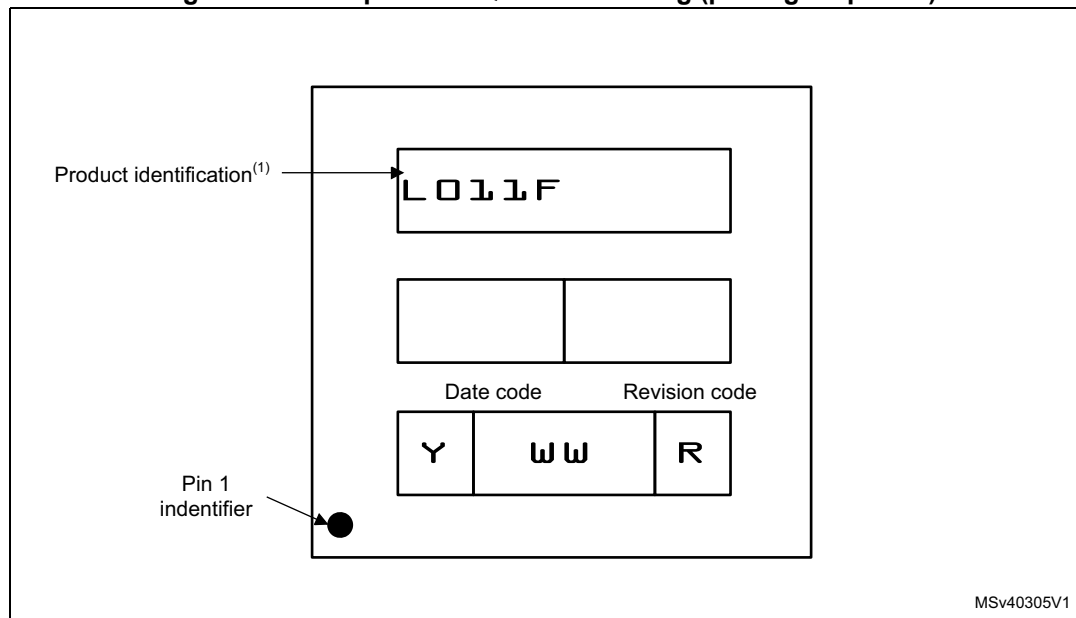 Product identification(1)
L011F
Date code Revision code
Y WW R
Pin 1
indentifier
MSv40305V1